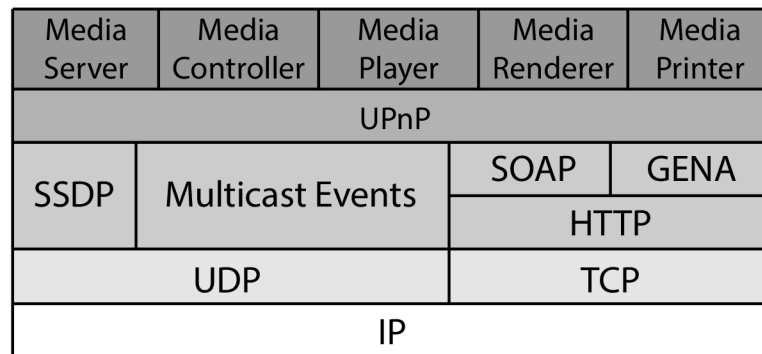 Media Server
Media Controller
Media Player
Media Renderer
Media Printer
UPnP
SSDP
Multicast Events
SOAP
GENA
HTTP
UDP
TCP
IP